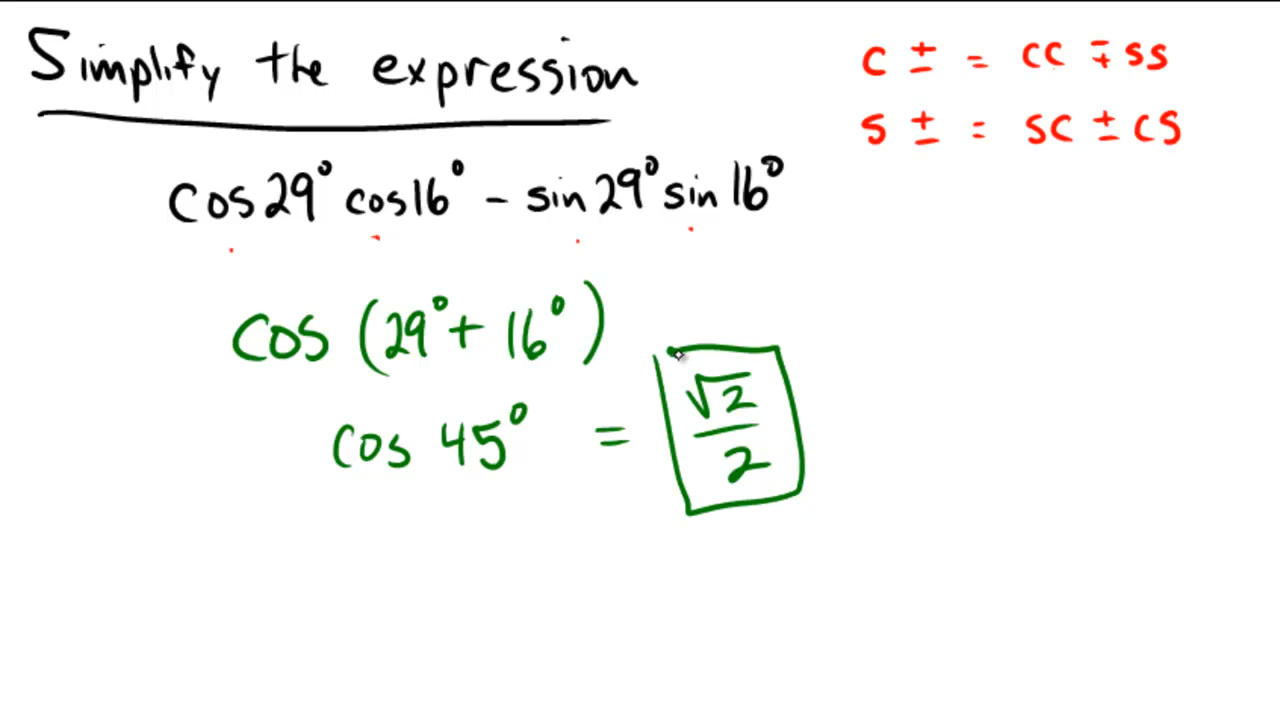 Simplify the expression
C ± = CC ∓ SS
S ± = SC ± CS
cos 29° cos 16° - sin 29° sin 16°
cos (29° + 16°)
cos 45° = √2/2